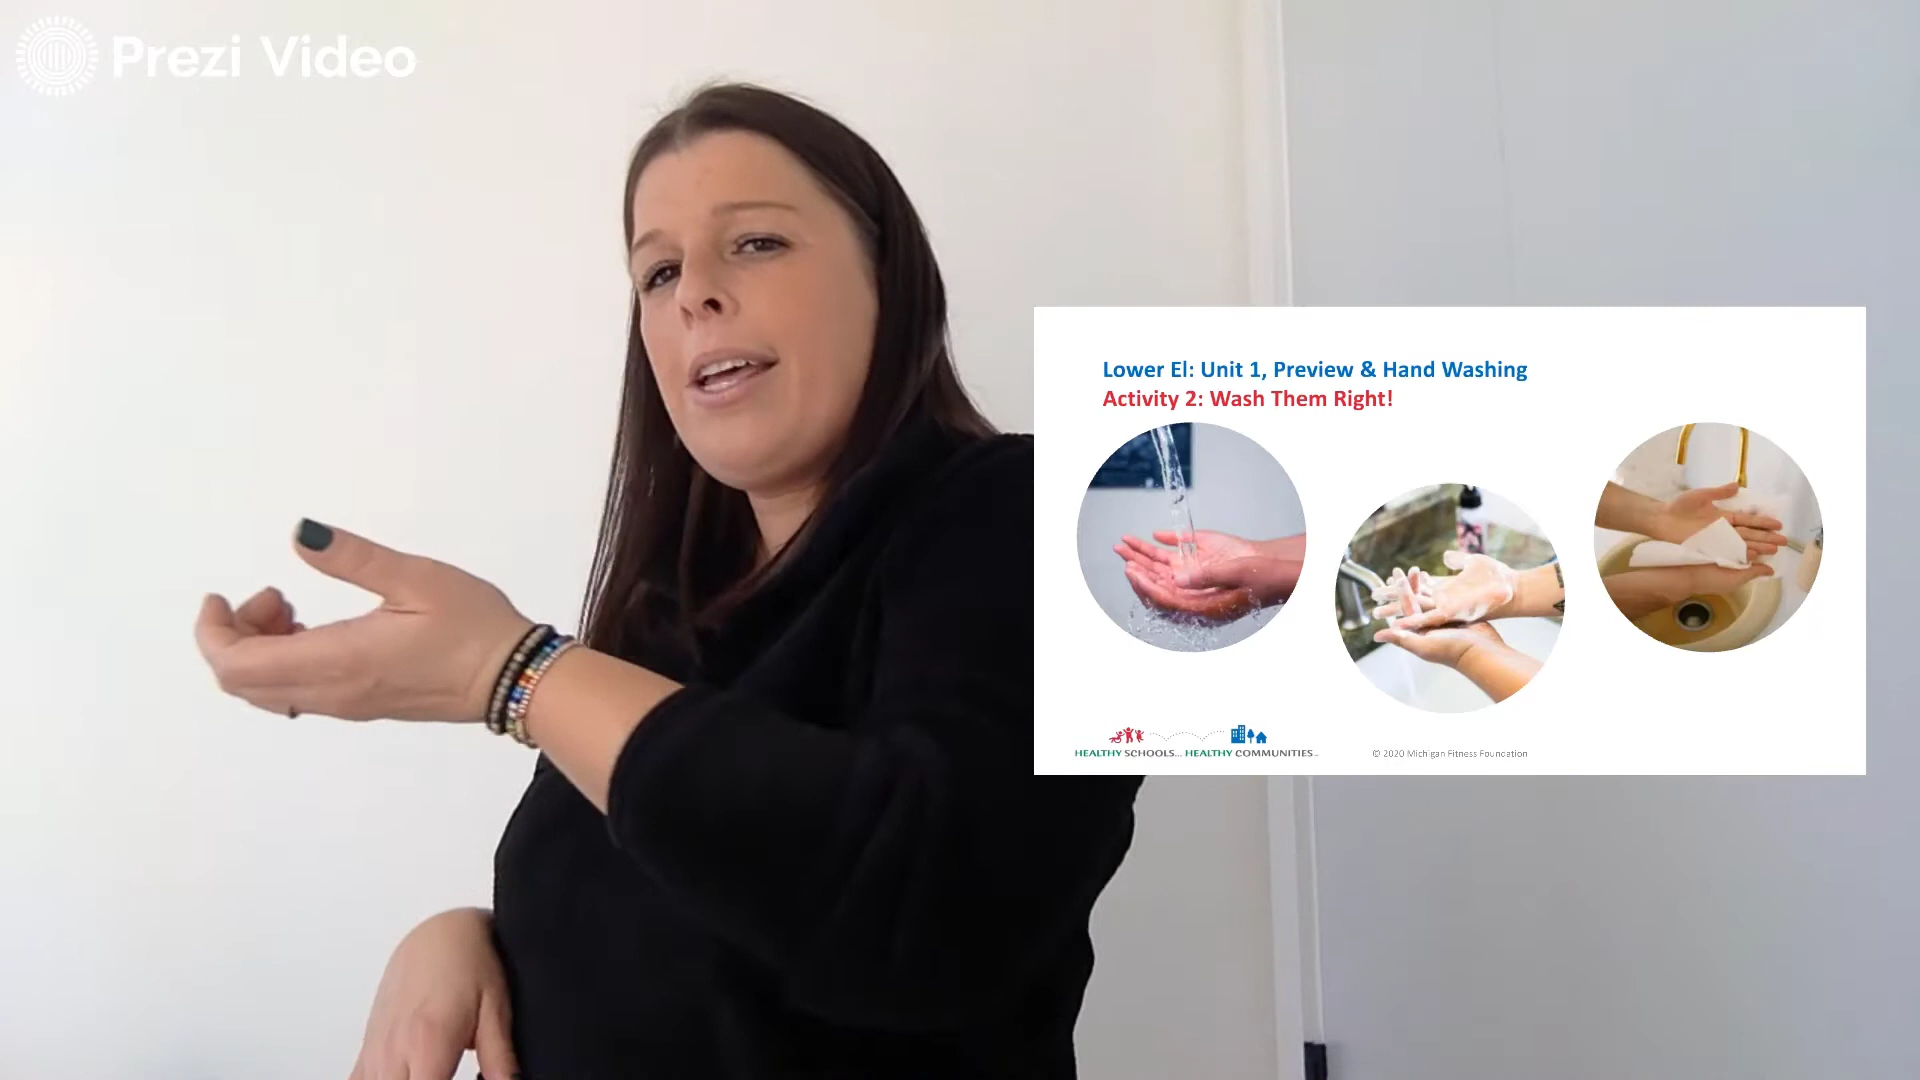 Prezi Video
Lower El: Unit 1, Preview & Hand Washing
Activity 2: Wash Them Right!
HEALTHY SCHOOLS... HEALTHY COMMUNITIES
© 2020 Michigan Fitness Foundation